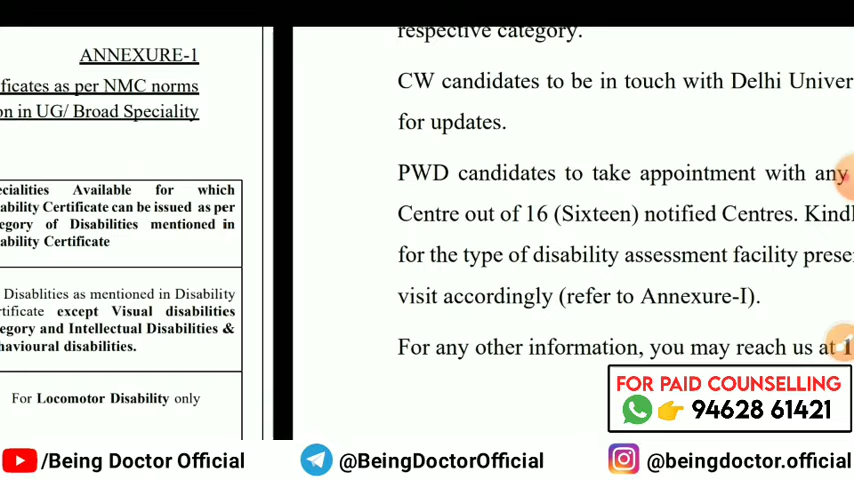 ANNEXURE-1
ficates as per NMC norms
on in UG/ Broad Speciality
ecialities Available for which
ability Certificate can be issued as per
egory of Disabilities mentioned in
ability Certificate
Disablities as mentioned in Disability
rtificate except Visual disabilities
egory and Intellectual Disabilities &
havioural disabilities.
For Locomotor Disability only
respective category.
CW candidates to be in touch with Delhi Univer
for updates.
PWD candidates to take appointment with any
Centre out of 16 (Sixteen) notified Centres. Kindl
for the type of disability assessment facility prese
visit accordingly (refer to Annexure-I).
For any other information, you may reach us at 1
FOR PAID COUNSELLING
94628 61421
/Being Doctor Official
@BeingDoctorOfficial
@beingdoctor.official